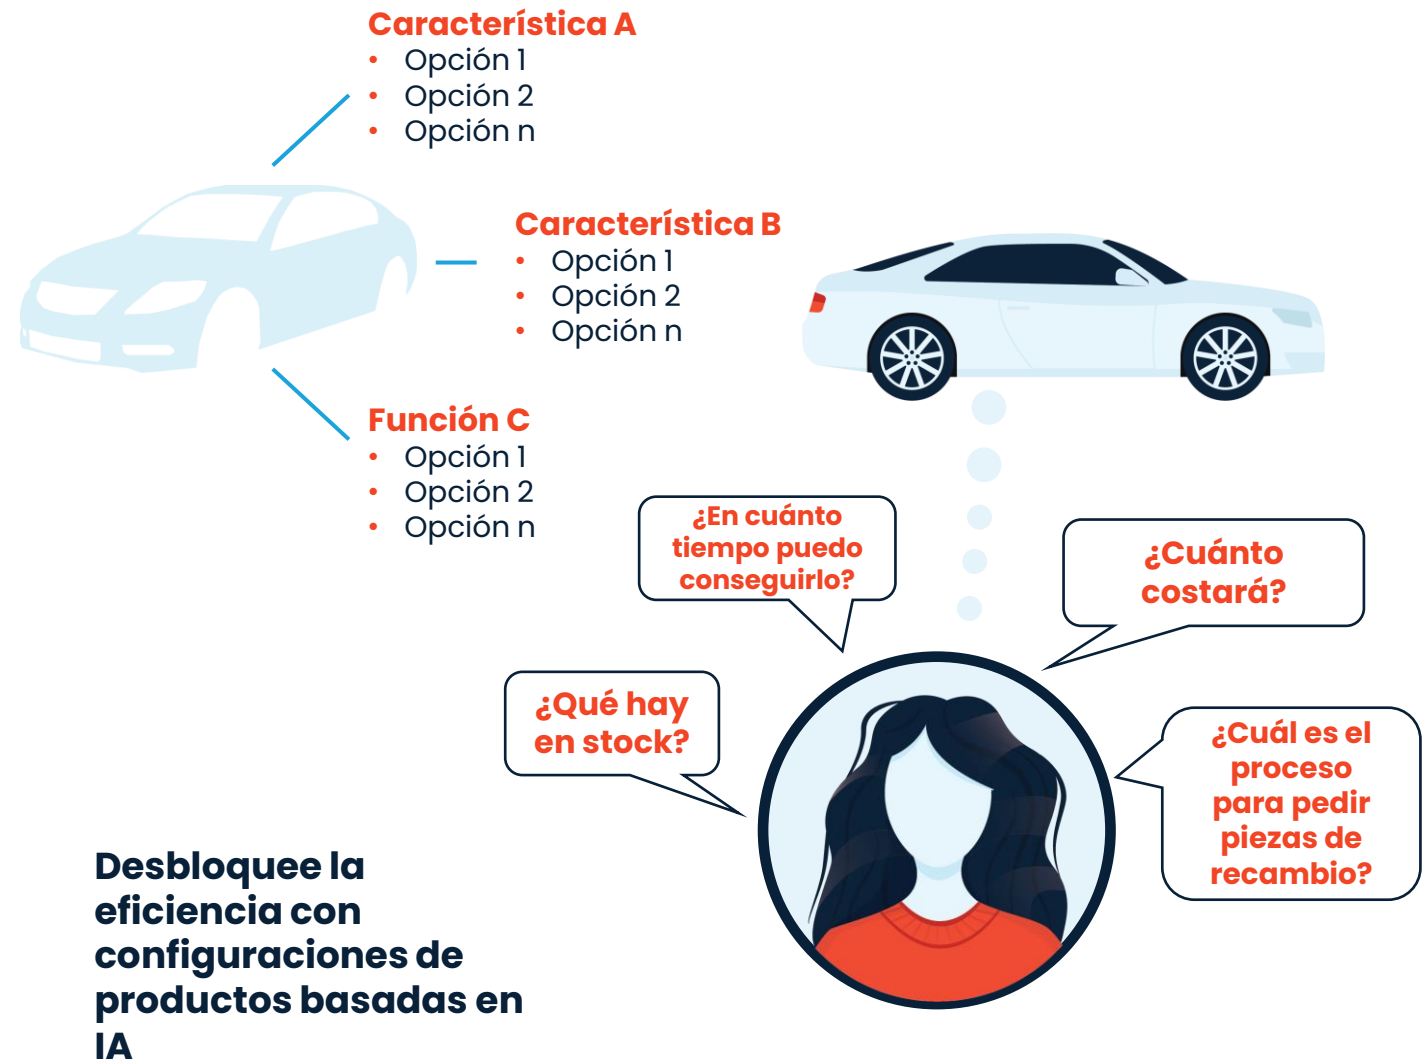 Característica A
• Opción 1
• Opción 2
• Opción n
Característica B
• Opción 1
• Opción 2
• Opción n
Función C
• Opción 1
• Opción 2
• Opción n
¿En cuánto
tiempo puedo
conseguirlo?
¿Cuánto
costará?
¿Qué hay
en stock?
¿Cuál es el
proceso
para pedir
piezas de
recambio?
Desbloquee la
eficiencia con
configuraciones de
productos basadas en
IA